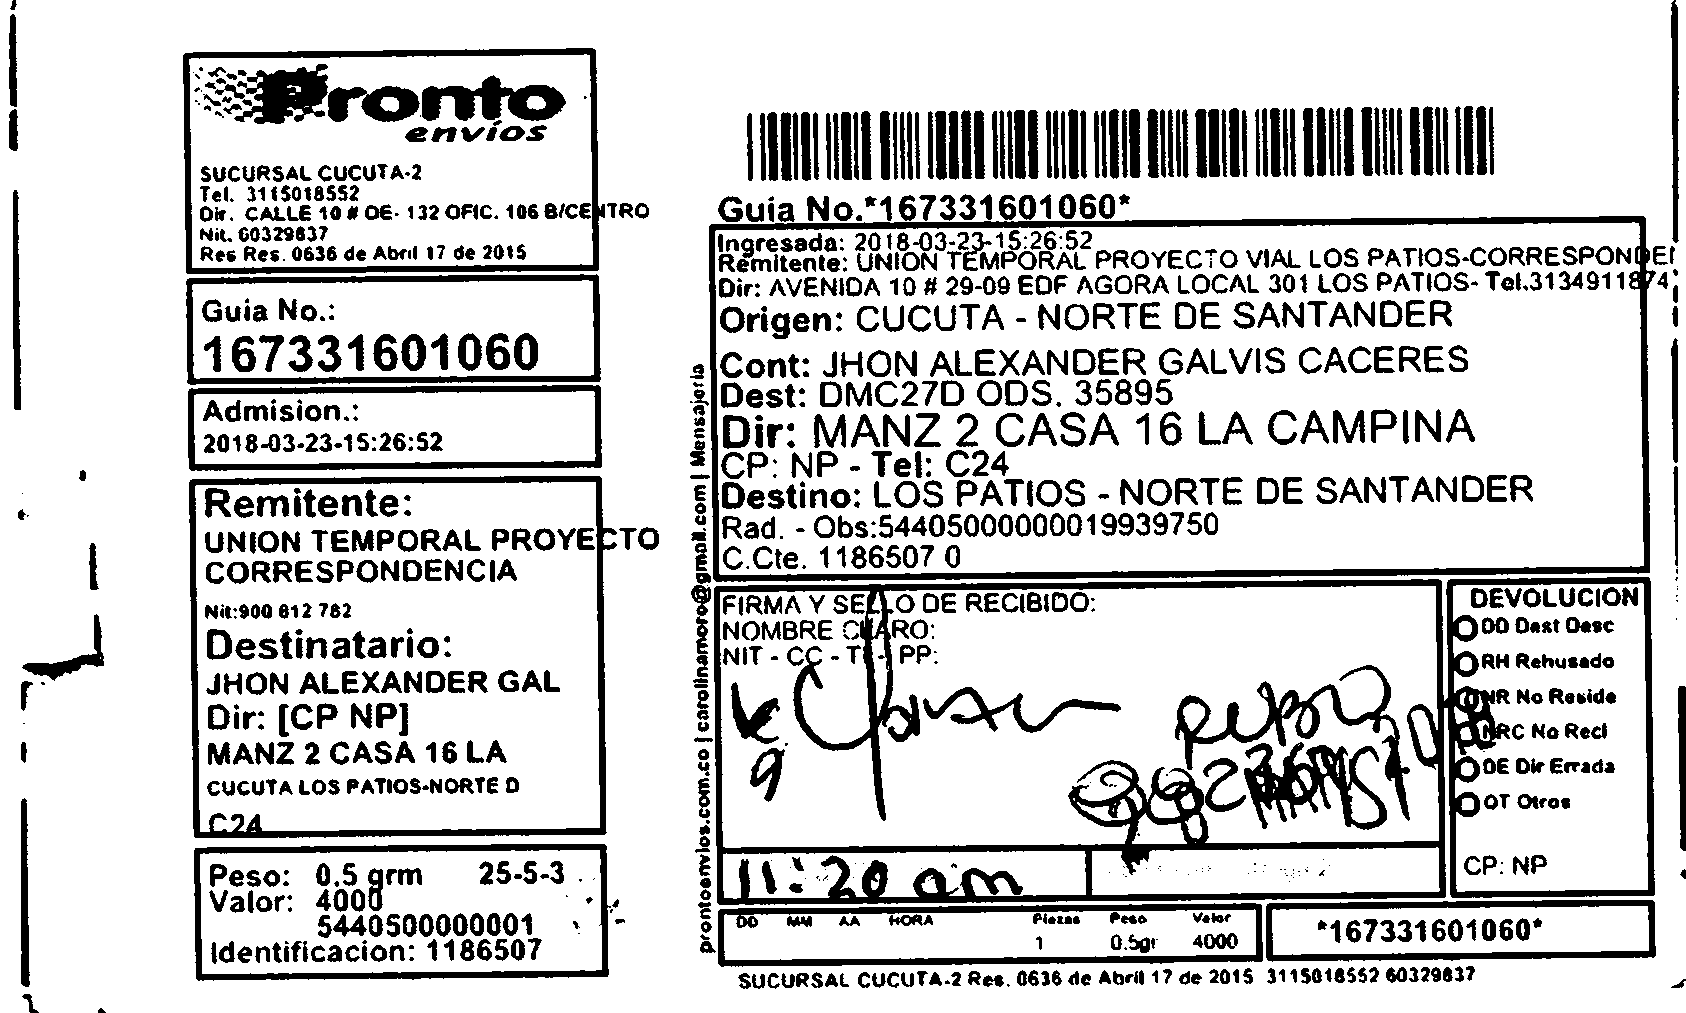 Pronto
envíos
SUCURSAL CUCUTA-2
Tel. 3115018552
Dir. CALLE 10 # OE- 132 OFIC. 106 B/CENTRO
Nit. 60329837
Res Res. 0636 de Abril 17 de 2015
Guia No.:
167331601060
Admision.:
2018-03-23-15:26:52
Remitente:
UNION TEMPORAL PROYECTO
CORRESPONDENCIA
Nit:900 812 782
Destinatario:
JHON ALEXANDER GAL
Dir: [CP NP]
MANZ 2 CASA 16 LA
CUCUTA LOS PATIOS-NORTE D
C24
Peso: 0.5 grm 25-5-3
Valor: 4000
5440500000001
Identificacion: 1186507
prontoenvios.com.co | carolinamoro@gmail.com | Mensajeria
Guia No.*167331601060*
Ingresada: 2018-03-23-15:26:52
Remitente: UNION TEMPORAL PROYECTO VIAL LOS PATIOS-CORRESPONDEN
Dir: AVENIDA 10 # 29-09 EDF AGORA LOCAL 301 LOS PATIOS- Tel.3134911874
Origen: CUCUTA - NORTE DE SANTANDER
Cont: JHON ALEXANDER GALVIS CACERES
Dest: DMC27D ODS. 35895
Dir: MANZ 2 CASA 16 LA CAMPINA
CP: NP - Tel: C24
Destino: LOS PATIOS - NORTE DE SANTANDER
Rad. - Obs:54405000000019939750
C.Cte. 1186507 0
FIRMA Y SELLO DE RECIBIDO:
NOMBRE CLARO:
NIT - CC - TI - PP:
11:20 am
DD MM AA HORA Piezas Peso Valor
1 0.5gr 4000
DEVOLUCION
DD Dest Desc
RH Rehusado
NR No Reside
NRC No Recl
DE Dir Errada
OT Otros
CP: NP
*167331601060*
SUCURSAL CUCUTA-2 Res. 0636 de Abril 17 de 2015 3115018552 60329837